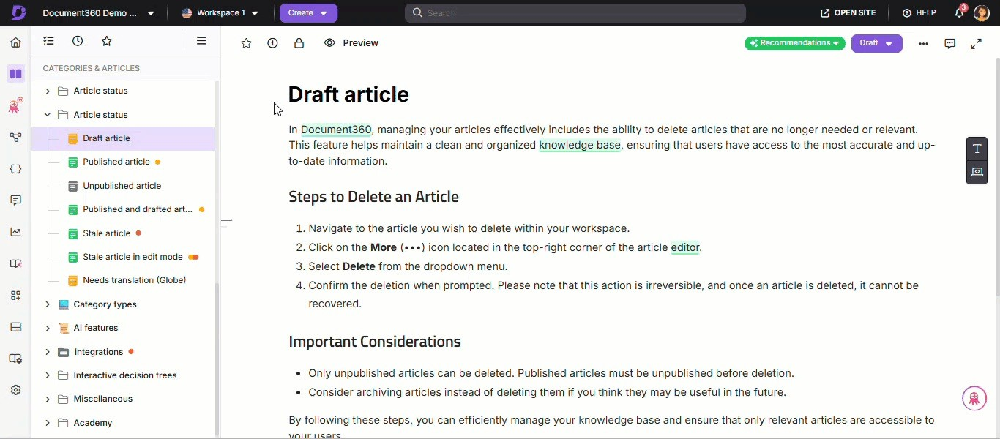 Document360 Demo ...
Workspace 1
Create
Search
OPEN SITE
HELP
3
Preview
Recommendations
Draft
CATEGORIES & ARTICLES
Article status
Article status
Draft article
Published article
Unpublished article
Published and drafted art...
Stale article
Stale article in edit mode
Needs translation (Globe)
Category types
AI features
Integrations
Interactive decision trees
Miscellaneous
Academy
Draft article
In Document360, managing your articles effectively includes the ability to delete articles that are no longer needed or relevant.
This feature helps maintain a clean and organized knowledge base, ensuring that users have access to the most accurate and up-
to-date information.
Steps to Delete an Article
1. Navigate to the article you wish to delete within your workspace.
2. Click on the More (•••) icon located in the top-right corner of the article editor.
3. Select Delete from the dropdown menu.
4. Confirm the deletion when prompted. Please note that this action is irreversible, and once an article is deleted, it cannot be
recovered.
Important Considerations
• Only unpublished articles can be deleted. Published articles must be unpublished before deletion.
• Consider archiving articles instead of deleting them if you think they may be useful in the future.
By following these steps, you can efficiently manage your knowledge base and ensure that only relevant articles are accessible to
your users
T